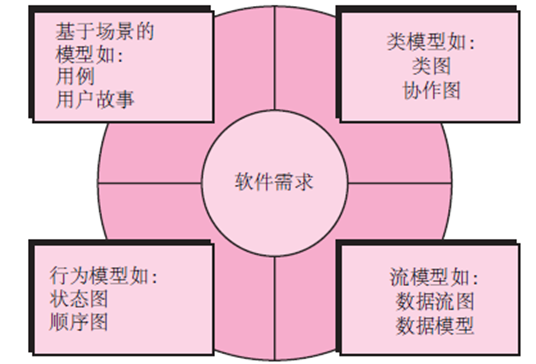 基于场景的
模型如:
用例
用户故事
类模型如:
类图
协作图
软件需求
行为模型如:
状态图
顺序图
流模型如:
数据流图
数据模型